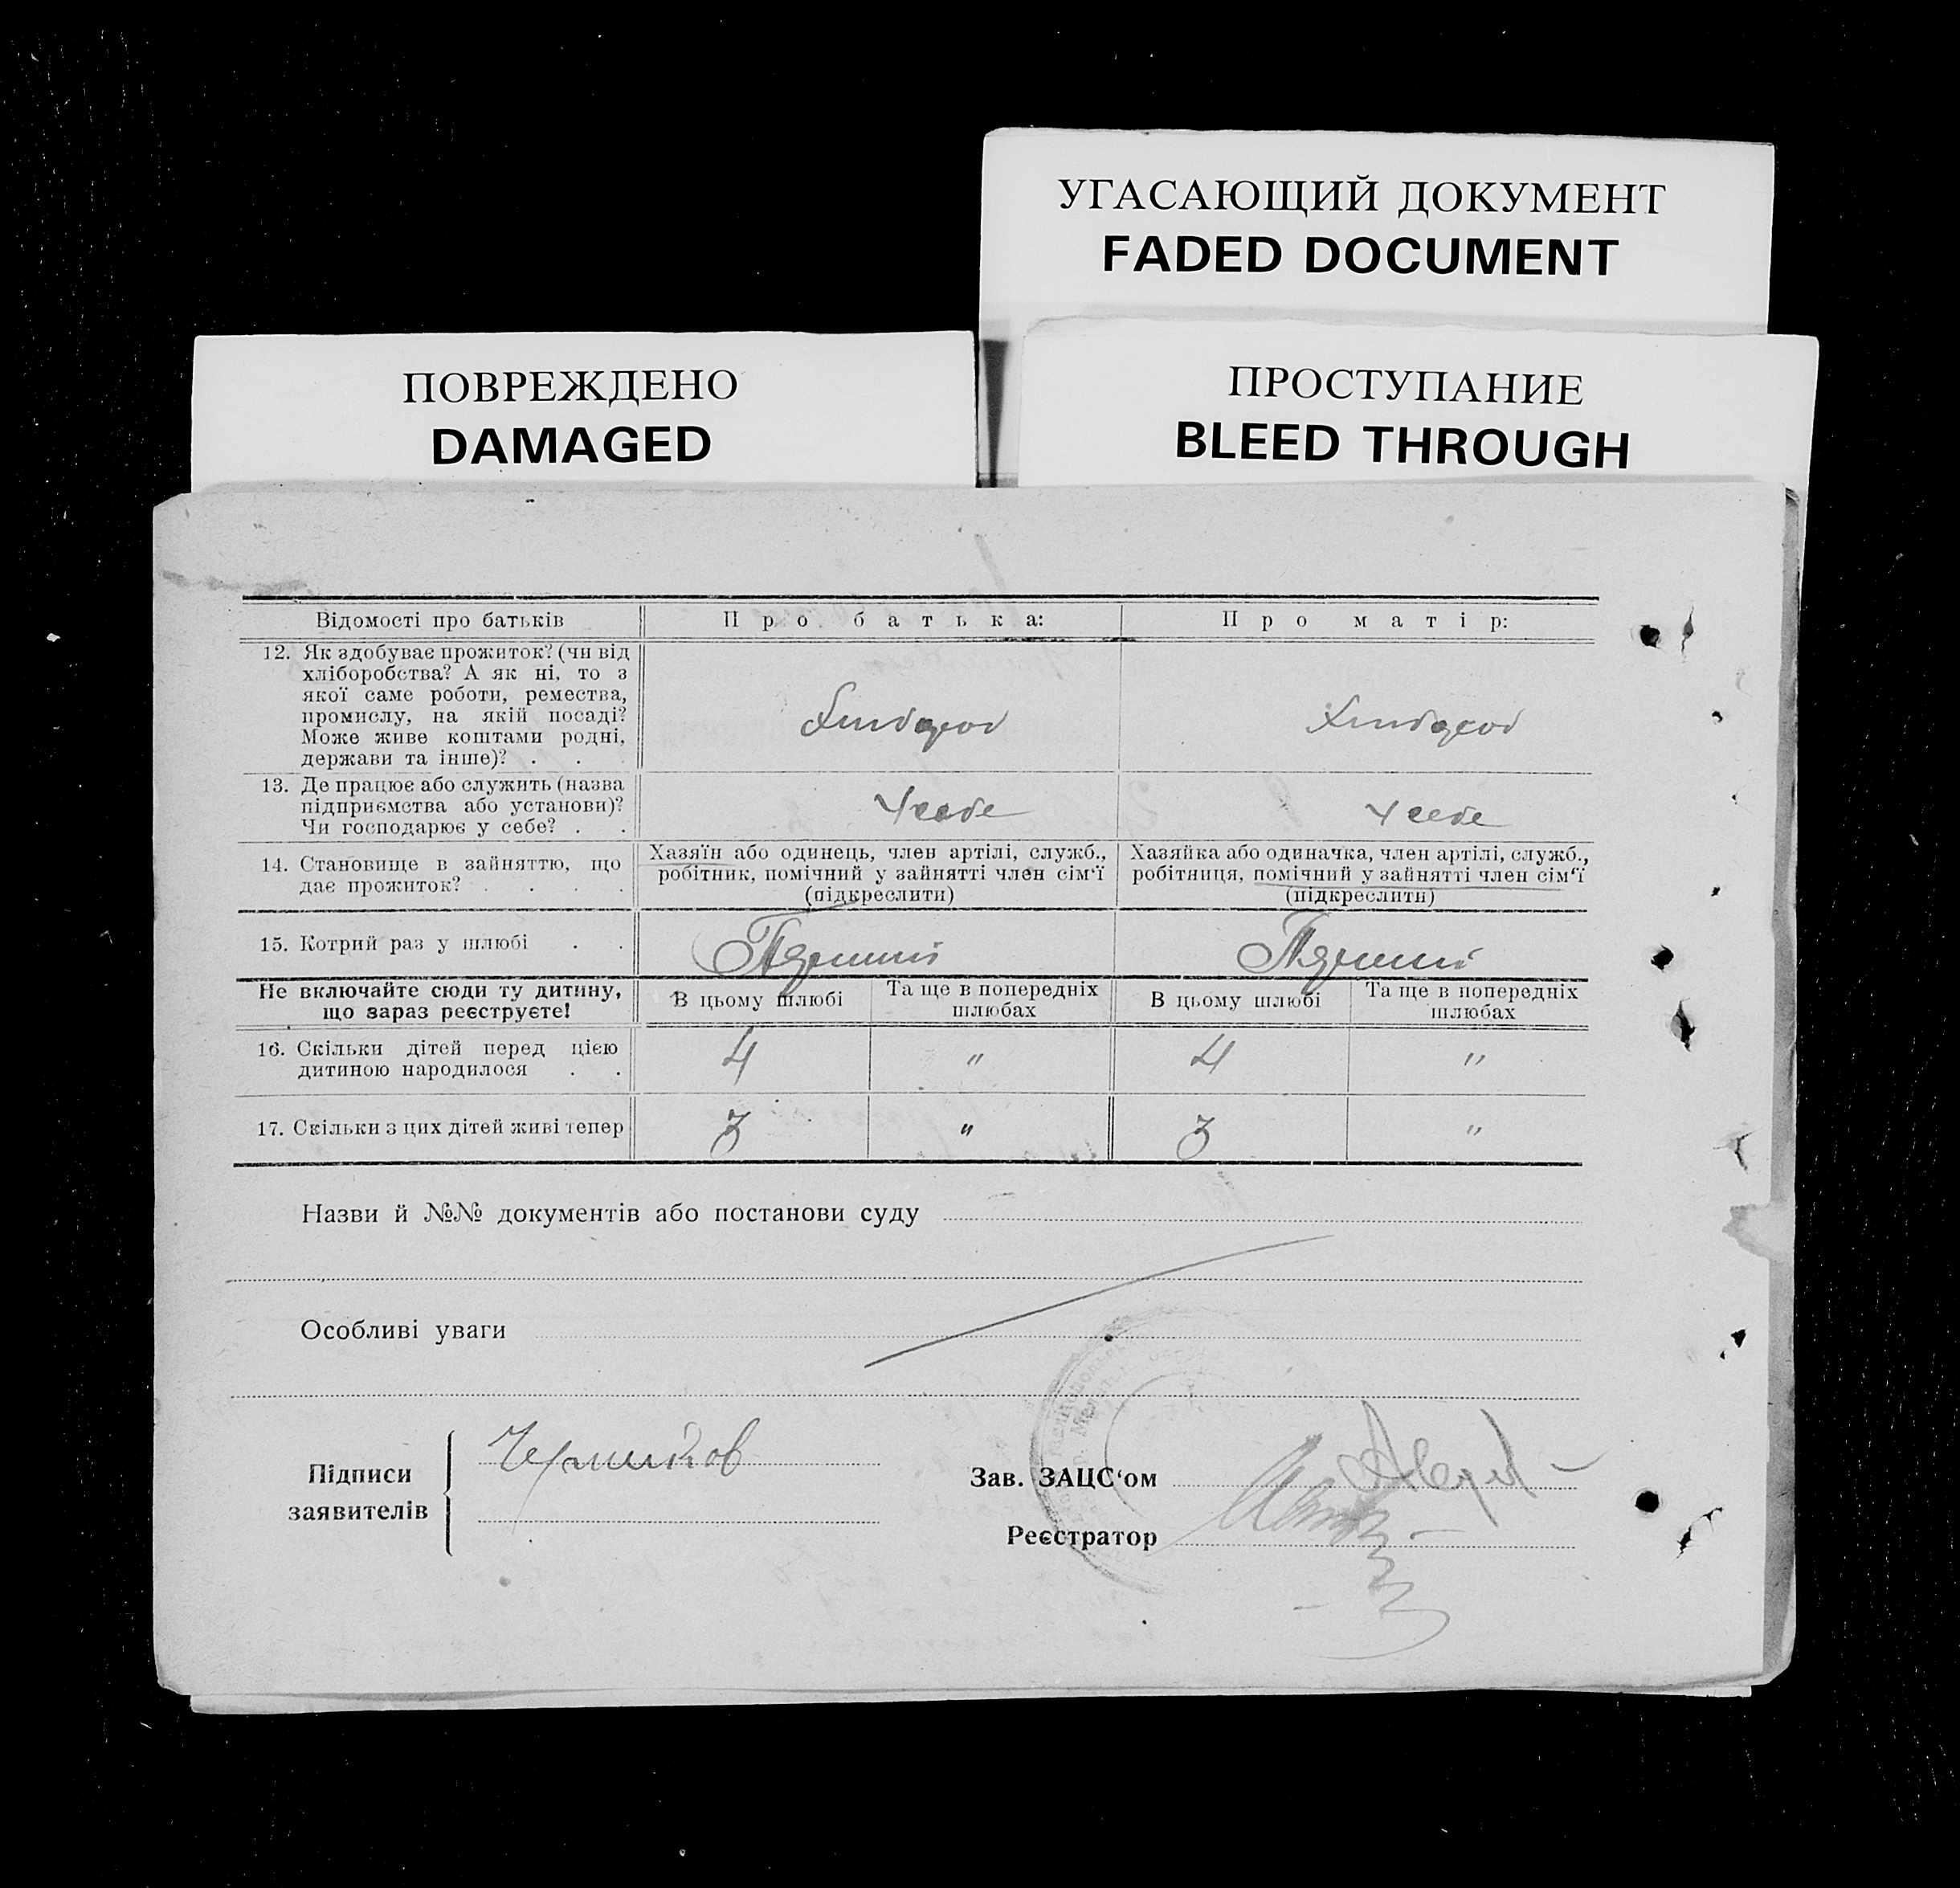 УГАСАЮЩИЙ ДОКУМЕНТ
FADED DOCUMENT
ПОВРЕЖДЕНО
DAMAGED
ПРОСТУПАНИЕ
BLEED THROUGH
Відомості про батьків
Про батька:
Про матір:
12. Як здобуває прожиток? (чи від
хліборобства? А як ні, то з
якої саме роботи, ремества,
промислу, на якій посаді?
Може живе коштами родні,
держави та інше)? . .
13. Де працює або служить (назва
підприємства або установи)?
Чи господарює у себе? . .
У себе
У себе
14. Становище в зайняттю, що
дає прожиток? . . . .
Хазяїн або одинець, член артілі, служб.,
робітник, помічний у зайнятті член сім'ї
(підкреслити)
Хазяйка або одиначка, член артілі, служб.,
робітниця, помічний у зайнятті член сім'ї
(підкреслити)
15. Котрий раз у шлюбі . .
Не включайте сюди ту дитину,
що зараз реєструєте!
В цьому шлюбі
Та ще в попередніх
шлюбах
В цьому шлюбі
Та ще в попередніх
шлюбах
16. Скільки дітей перед цією
дитиною народилося . .
4
"
4
"
17. Скільки з цих дітей живі тепер
3
"
3
"
Назви й №№ документів або постанови суду
Особливі уваги
Підписи
заявителів
Зав. ЗАЦС'ом
Реєстратор